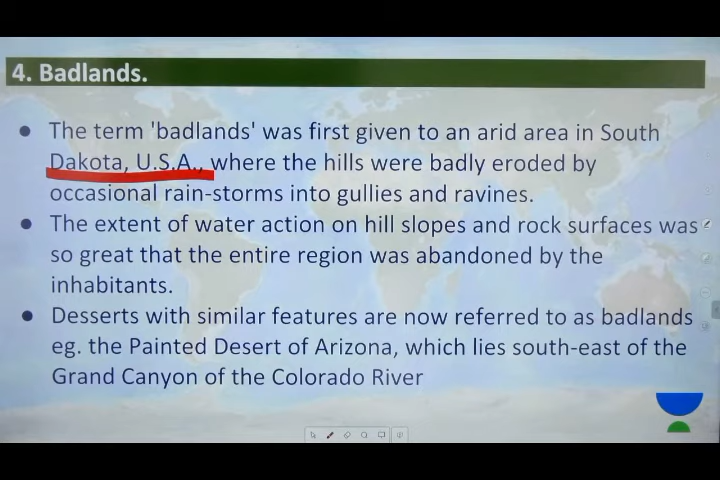 4. Badlands.
● The term 'badlands' was first given to an arid area in South
Dakota, U.S.A., where the hills were badly eroded by
occasional rain-storms into gullies and ravines.
● The extent of water action on hill slopes and rock surfaces was
so great that the entire region was abandoned by the
inhabitants.
● Desserts with similar features are now referred to as badlands
eg. the Painted Desert of Arizona, which lies south-east of the
Grand Canyon of the Colorado River